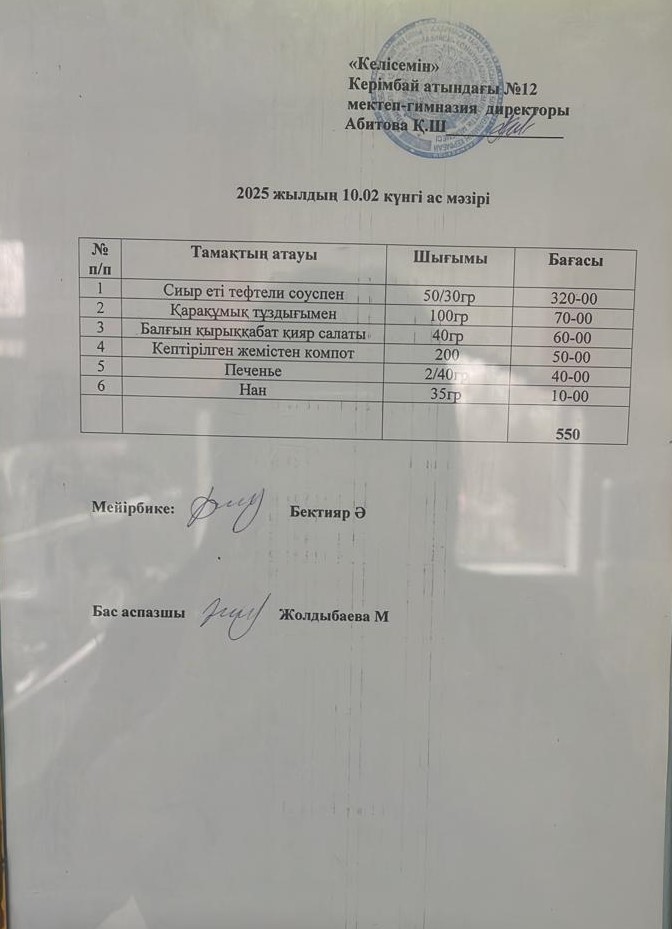 «Келісемін»
Керімбай атындағы №12
мектеп-гимназия директоры
Абитова Қ.Ш
2025 жылдың 10.02 күнгі ас мәзірі
№ п/п Тамақтың атауы Шығымы Бағасы
1 Сиыр еті тефтели соуспен 50/30гр 320-00
2 Қарақұмық тұздығымен 100гр 70-00
3 Балғын қырыққабат қияр салаты 40гр 60-00
4 Кептірілген жемістен компот 200 50-00
5 Печенье 2/40гр 40-00
6 Нан 35гр 10-00
550
Мейірбике: Бектияр Ә
Бас аспазшы Жолдыбаева М